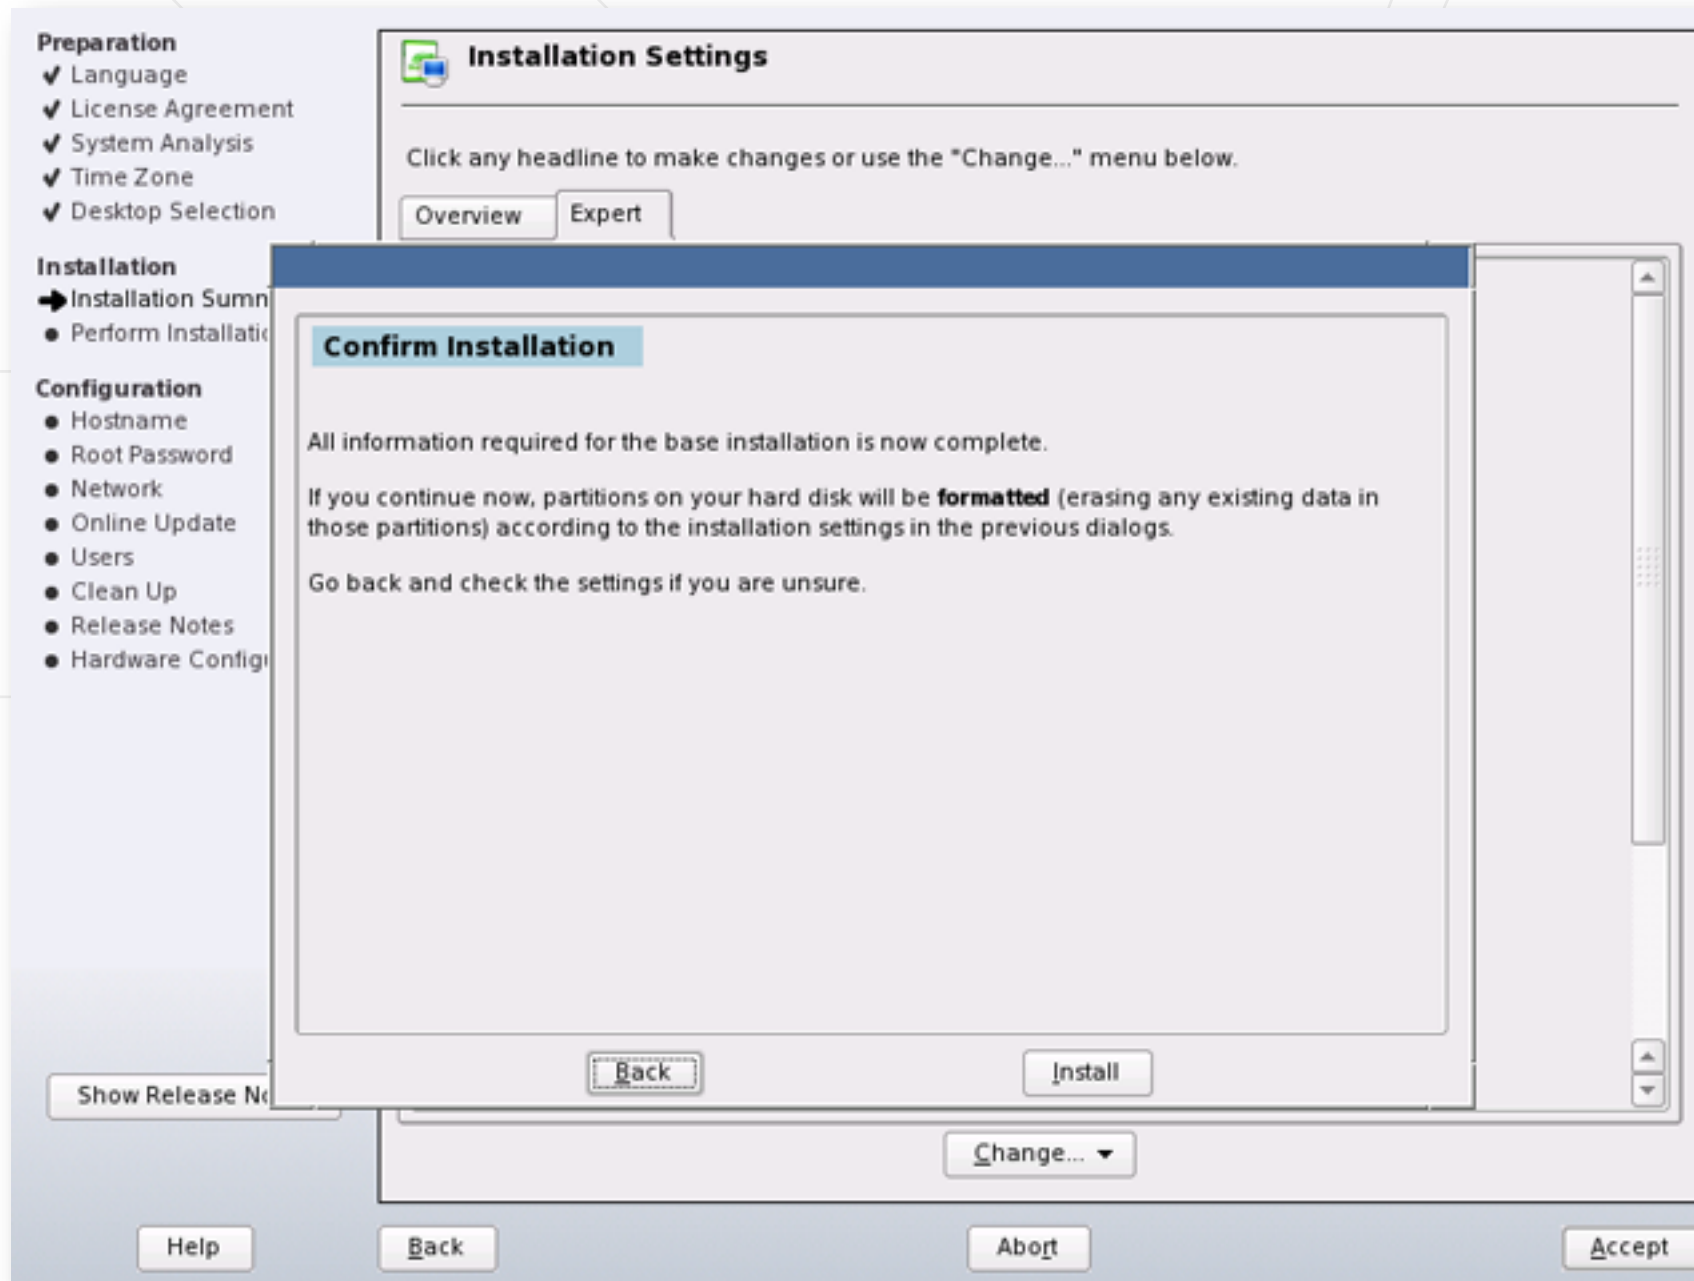 Preparation
Language
License Agreement
System Analysis
Time Zone
Desktop Selection
Installation
Installation Summ
Perform Installatio
Configuration
Hostname
Root Password
Network
Online Update
Users
Clean Up
Release Notes
Hardware Config
Show Release No
Help
Installation Settings
Click any headline to make changes or use the "Change..." menu below.
Overview
Expert
Confirm Installation
All information required for the base installation is now complete.
If you continue now, partitions on your hard disk will be formatted (erasing any existing data in
those partitions) according to the installation settings in the previous dialogs.
Go back and check the settings if you are unsure.
Back
Install
Change...
Back
Abort
Accept